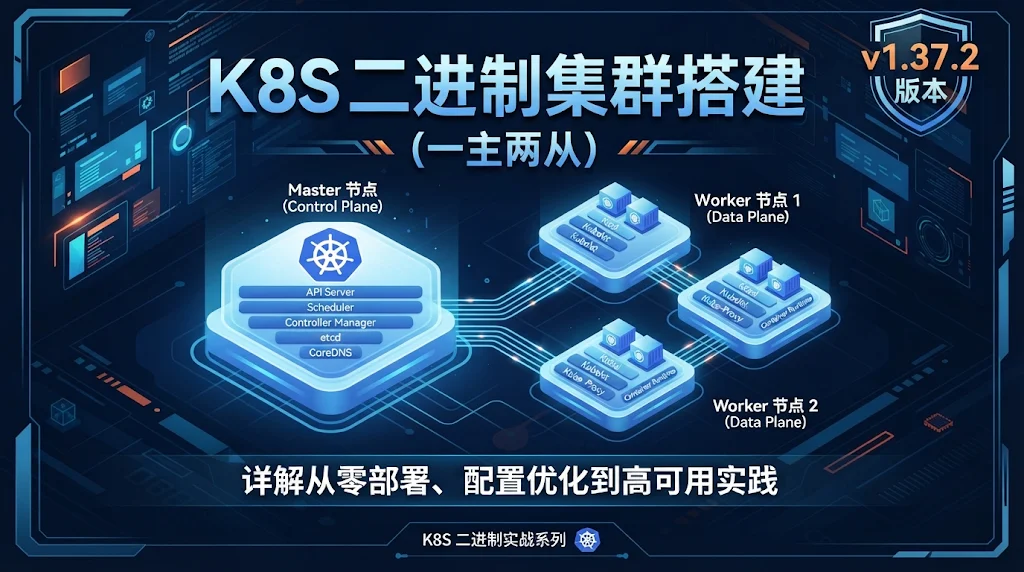 K8S 二进制集群搭建
v1.37.2
版本
(一主两从)
Master 节点
(Control Plane)
API Server
Scheduler
Controller Manager
etcd
CoreDNS
Worker 节点 1
(Data Plane)
Kube-Proxy
Worker 节点 2
(Data Plane)
详解从零部署、配置优化到高可用实践
K8S 二进制实战系列